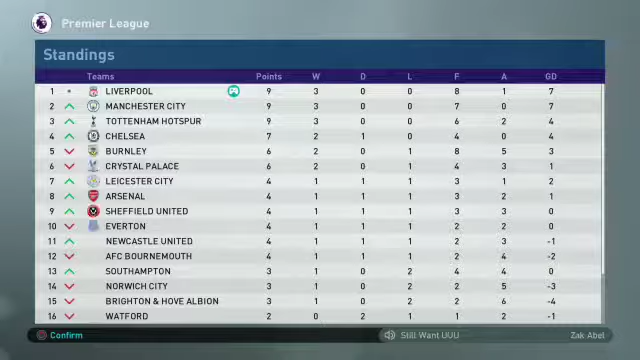 Premier League
Standings
Teams Points W D L F A GD
1 LIVERPOOL 9 3 0 0 8 1 7
2 MANCHESTER CITY 9 3 0 0 7 0 7
3 TOTTENHAM HOTSPUR 9 3 0 0 6 2 4
4 CHELSEA 7 2 1 0 4 0 4
5 BURNLEY 6 2 0 1 8 5 3
6 CRYSTAL PALACE 6 2 0 1 4 3 1
7 LEICESTER CITY 4 1 1 1 3 1 2
8 ARSENAL 4 1 1 1 3 2 1
9 SHEFFIELD UNITED 4 1 1 1 3 3 0
10 EVERTON 4 1 1 1 2 2 0
11 NEWCASTLE UNITED 4 1 1 1 2 3 -1
12 AFC BOURNEMOUTH 4 1 1 1 2 4 -2
13 SOUTHAMPTON 3 1 0 2 4 4 0
14 NORWICH CITY 3 1 0 2 2 5 -3
15 BRIGHTON & HOVE ALBION 3 1 0 2 2 6 -4
16 WATFORD 2 0 2 1 1 2 -1
Confirm Still Want UUU Zak Abel